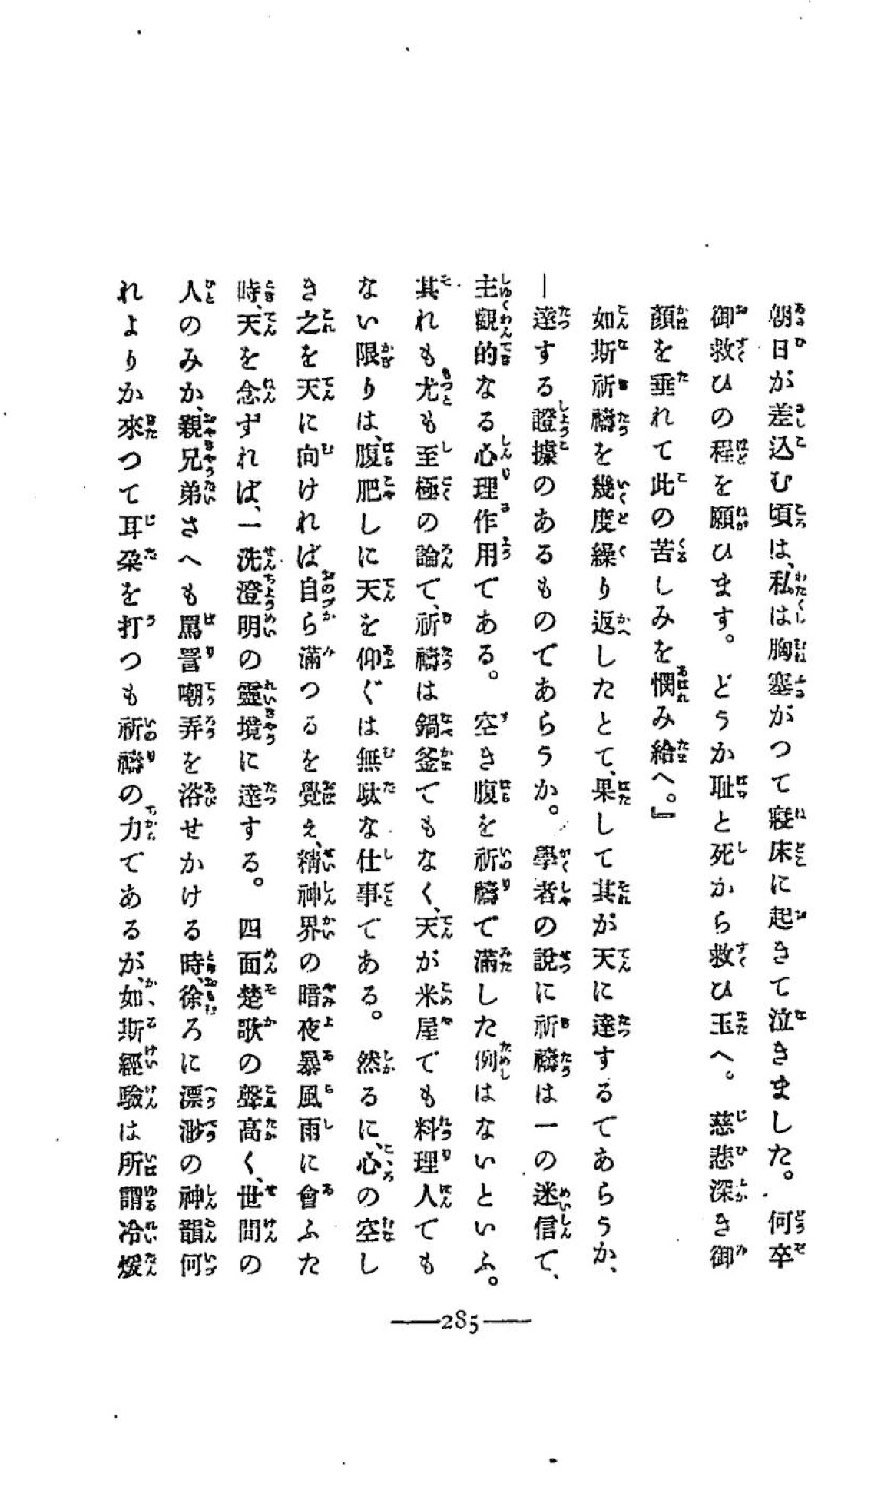 朝日が差込む頃は、私は胸塞がつて寢床に起きて泣きました。何卒
御救ひの程を願ひます。どうか耻と死から救ひ玉へ。慈悲深き御
顏を垂れて此の苦しみを憫み給へ。』
如斯祈禱を幾度繰り返したとて、果して其が天に達するであらうか、
―達する證據のあるものであらうか。學者の說に祈禱は一の迷信で、
主觀的なる心理作用である。空き腹を祈禱で滿した例はないといふ。
其れも尤も至極の論で、祈禱は鍋釜でもなく、天が米屋でも料理人でも
ない限りは、腹肥しに天を仰ぐは無駄な仕事である。然るに、心の空し
き之を天に向ければ自ら滿つるを覺え、精神界の暗夜暴風雨に會ふた
時、天を念ずれば、一洗澄明の靈境に達する。四面楚歌の聲高く、世間の
人のみか、親兄弟さへも罵詈嘲弄を浴せかける時、徐ろに漂渺の神韻何
れよりか來つて耳朶を打つも祈禱の力であるが、如斯經驗は所謂冷煖
285